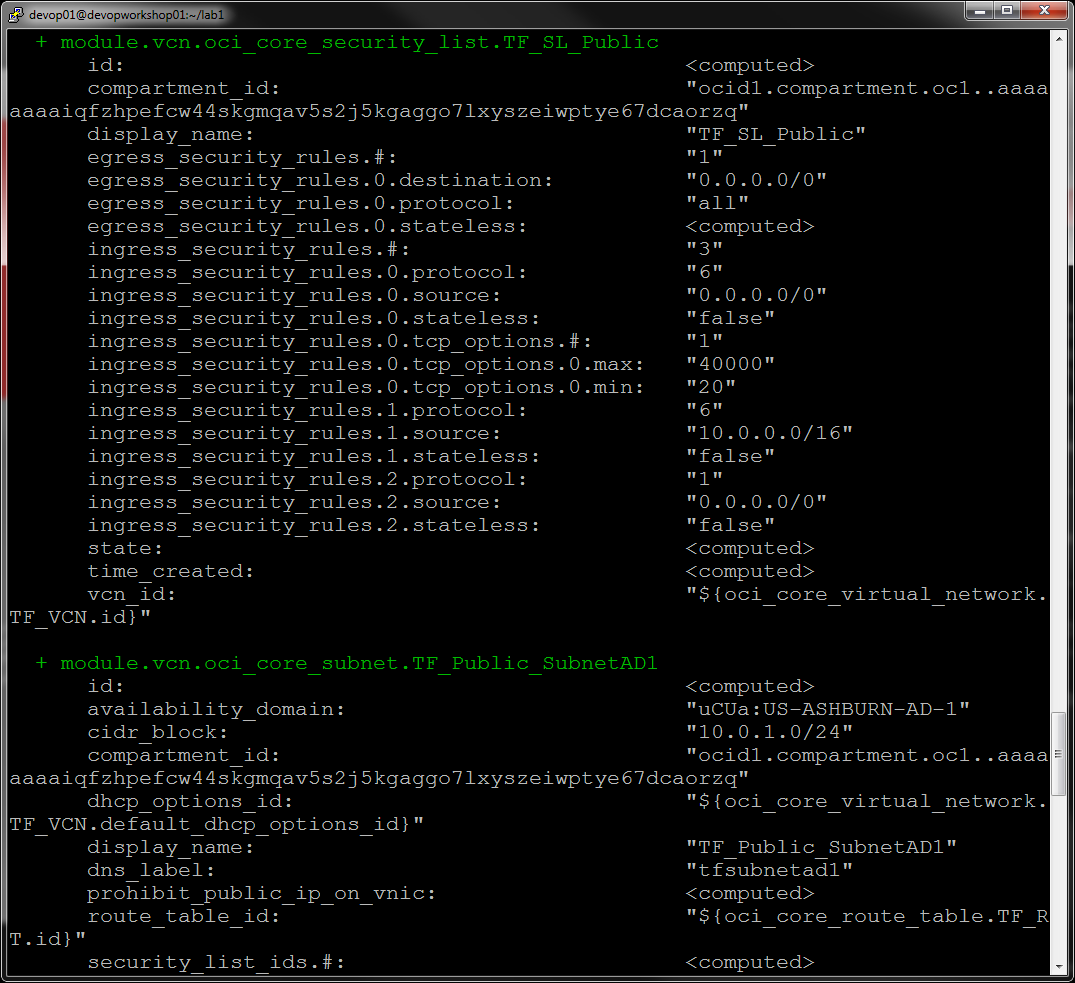 devop01@devopworkshop01:~/lab1
+ module.vcn.oci_core_security_list.TF_SL_Public
id: <computed>
compartment_id: "ocid1.compartment.oc1..aaaa
aaaaiqfzhpefcw44skgmqav5s2j5kgaggo7lxyszeiwptye67dcaorzq"
display_name: "TF_SL_Public"
egress_security_rules.#: "1"
egress_security_rules.0.destination: "0.0.0.0/0"
egress_security_rules.0.protocol: "all"
egress_security_rules.0.stateless: <computed>
ingress_security_rules.#: "3"
ingress_security_rules.0.protocol: "6"
ingress_security_rules.0.source: "0.0.0.0/0"
ingress_security_rules.0.stateless: "false"
ingress_security_rules.0.tcp_options.#: "1"
ingress_security_rules.0.tcp_options.0.max: "40000"
ingress_security_rules.0.tcp_options.0.min: "20"
ingress_security_rules.1.protocol: "6"
ingress_security_rules.1.source: "10.0.0.0/16"
ingress_security_rules.1.stateless: "false"
ingress_security_rules.2.protocol: "1"
ingress_security_rules.2.source: "0.0.0.0/0"
ingress_security_rules.2.stateless: "false"
state: <computed>
time_created: <computed>
vcn_id: "${oci_core_virtual_network.
TF_VCN.id}"
+ module.vcn.oci_core_subnet.TF_Public_SubnetAD1
id: <computed>
availability_domain: "uCUa:US-ASHBURN-AD-1"
cidr_block: "10.0.1.0/24"
compartment_id: "ocid1.compartment.oc1..aaaa
aaaaiqfzhpefcw44skgmqav5s2j5kgaggo7lxyszeiwptye67dcaorzq"
dhcp_options_id: "${oci_core_virtual_network.
TF_VCN.default_dhcp_options_id}"
display_name: "TF_Public_SubnetAD1"
dns_label: "tfsubnetad1"
prohibit_public_ip_on_vnic: <computed>
route_table_id: "${oci_core_route_table.TF_R
T.id}"
security_list_ids.#: <computed>